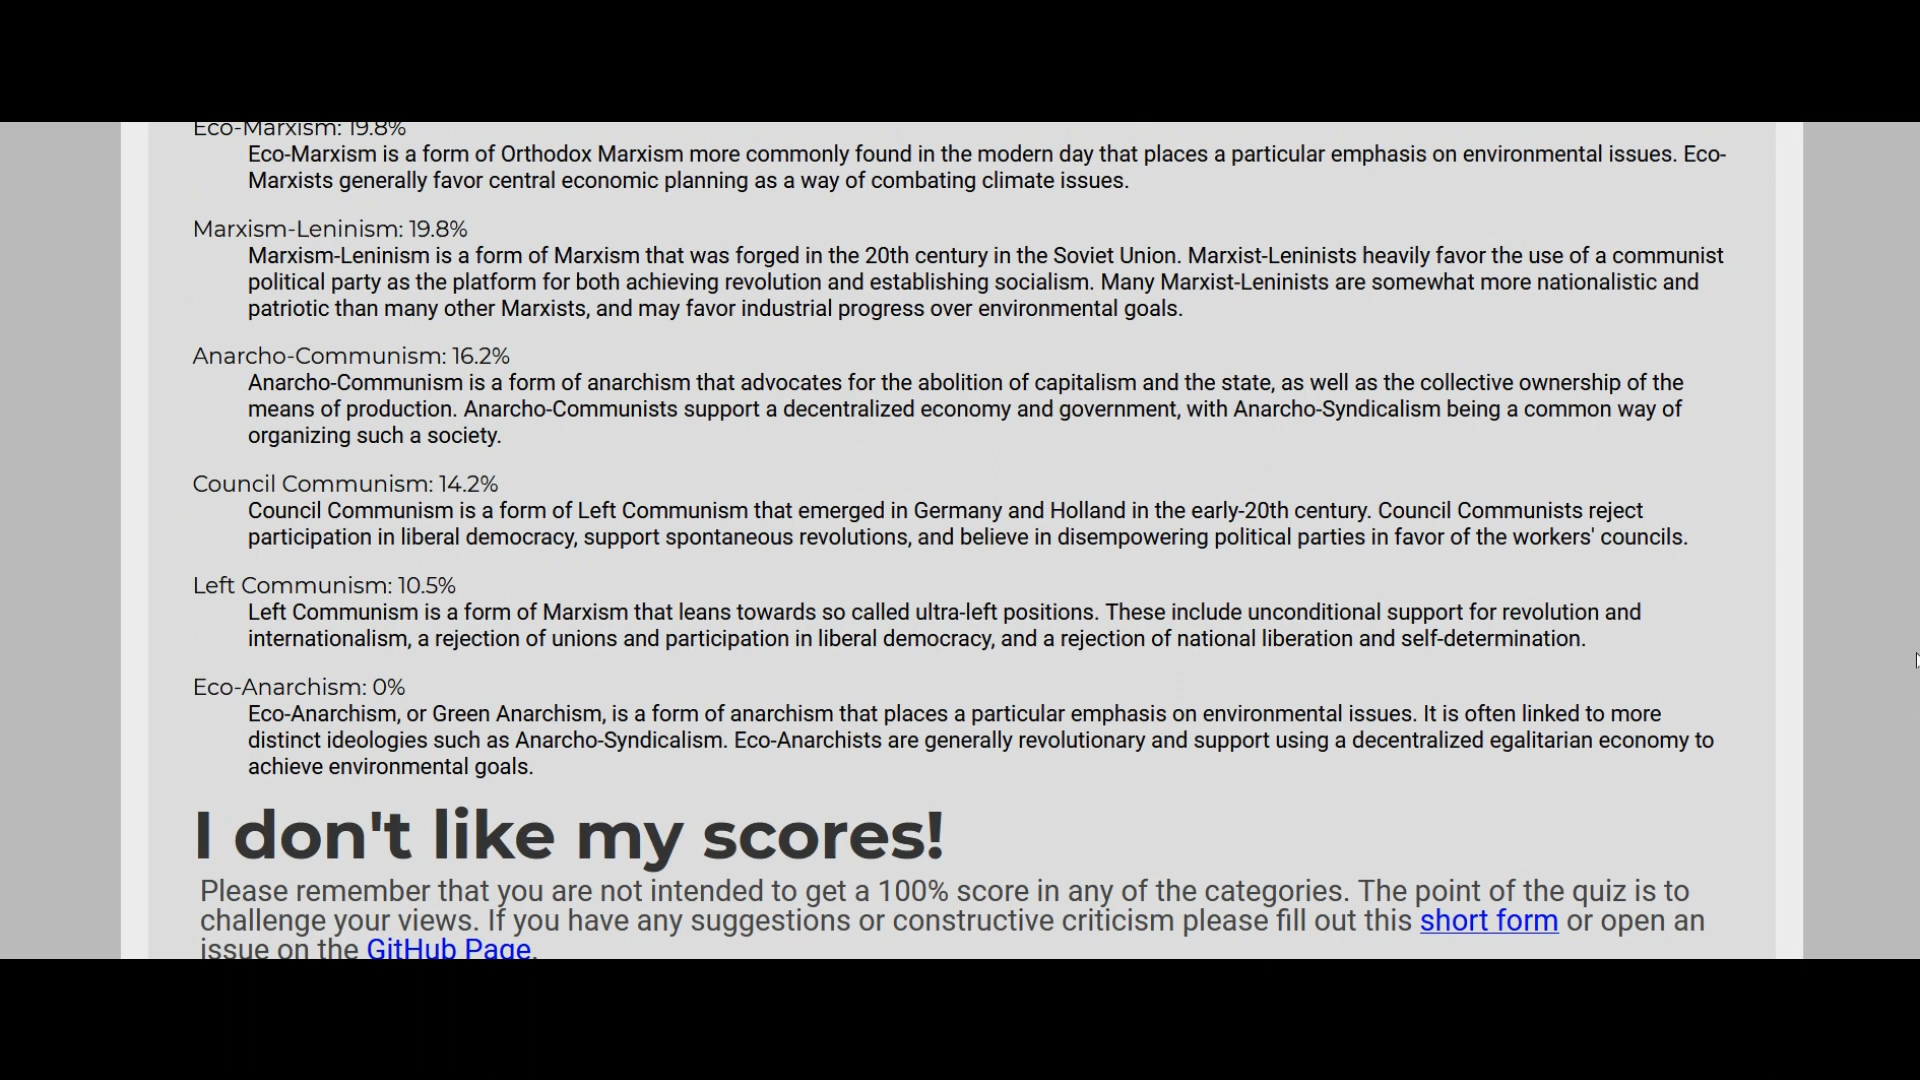 Eco-Marxism: 19.8%
Eco-Marxism is a form of Orthodox Marxism more commonly found in the modern day that places a particular emphasis on environmental issues. Eco-
Marxists generally favor central economic planning as a way of combating climate issues.
Marxism-Leninism: 19.8%
Marxism-Leninism is a form of Marxism that was forged in the 20th century in the Soviet Union. Marxist-Leninists heavily favor the use of a communist
political party as the platform for both achieving revolution and establishing socialism. Many Marxist-Leninists are somewhat more nationalistic and
patriotic than many other Marxists, and may favor industrial progress over environmental goals.
Anarcho-Communism: 16.2%
Anarcho-Communism is a form of anarchism that advocates for the abolition of capitalism and the state, as well as the collective ownership of the
means of production. Anarcho-Communists support a decentralized economy and government, with Anarcho-Syndicalism being a common way of
organizing such a society.
Council Communism: 14.2%
Council Communism is a form of Left Communism that emerged in Germany and Holland in the early-20th century. Council Communists reject
participation in liberal democracy, support spontaneous revolutions, and believe in disempowering political parties in favor of the workers' councils.
Left Communism: 10.5%
Left Communism is a form of Marxism that leans towards so called ultra-left positions. These include unconditional support for revolution and
internationalism, a rejection of unions and participation in liberal democracy, and a rejection of national liberation and self-determination.
Eco-Anarchism: 0%
Eco-Anarchism, or Green Anarchism, is a form of anarchism that places a particular emphasis on environmental issues. It is often linked to more
distinct ideologies such as Anarcho-Syndicalism. Eco-Anarchists are generally revolutionary and support using a decentralized egalitarian economy to
achieve environmental goals.
I don't like my scores!
Please remember that you are not intended to get a 100% score in any of the categories. The point of the quiz is to
challenge your views. If you have any suggestions or constructive criticism please fill out this short form or open an
issue on the GitHub Page.